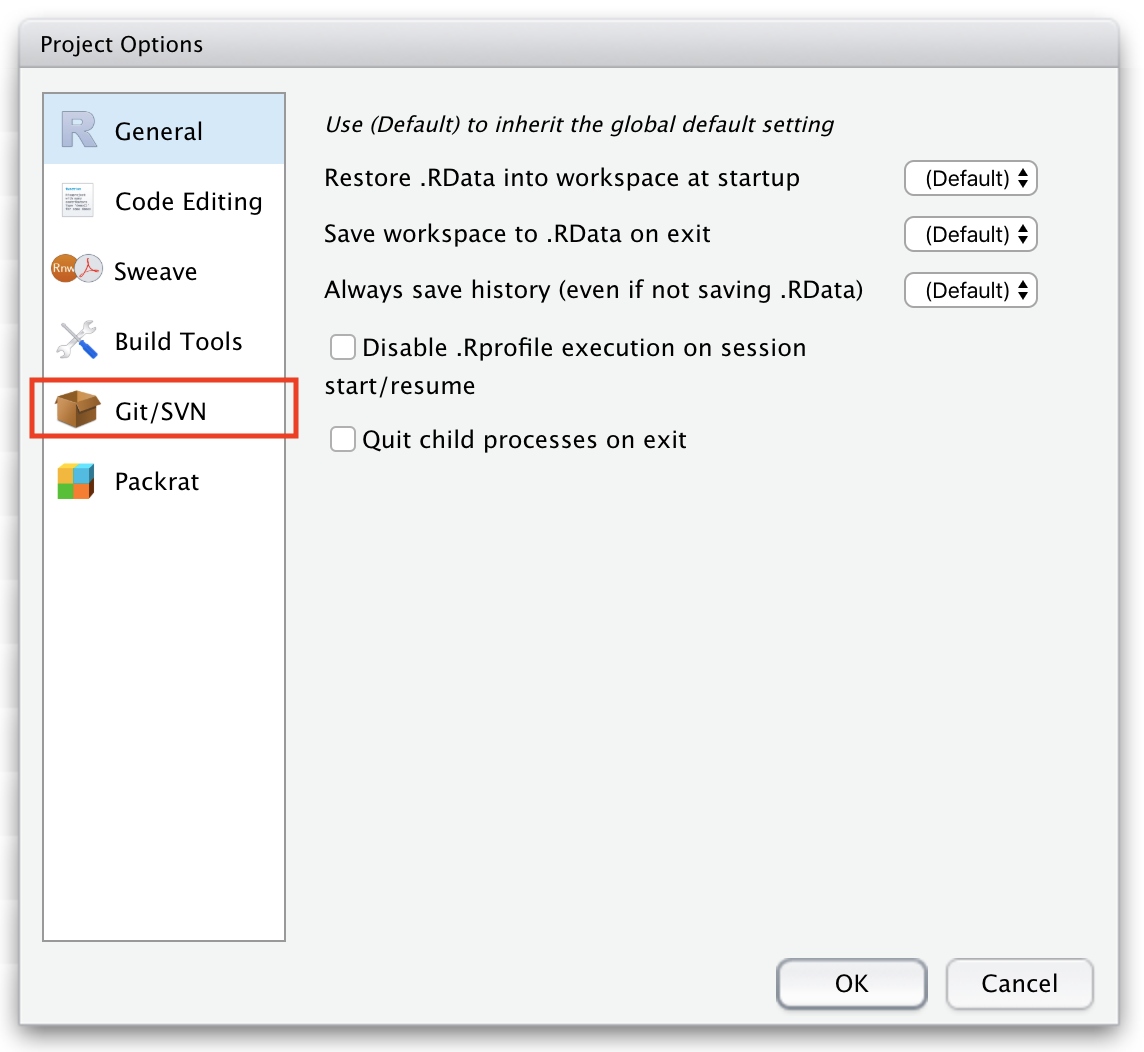 Project Options
General
Code Editing
Rnw
Sweave
Build Tools
Git/SVN
Packrat
Use (Default) to inherit the global default setting
Restore .RData into workspace at startup
(Default)
Save workspace to .RData on exit
(Default)
Always save history (even if not saving .RData)
(Default)
Disable .Rprofile execution on session
start/resume
Quit child processes on exit
OK
Cancel